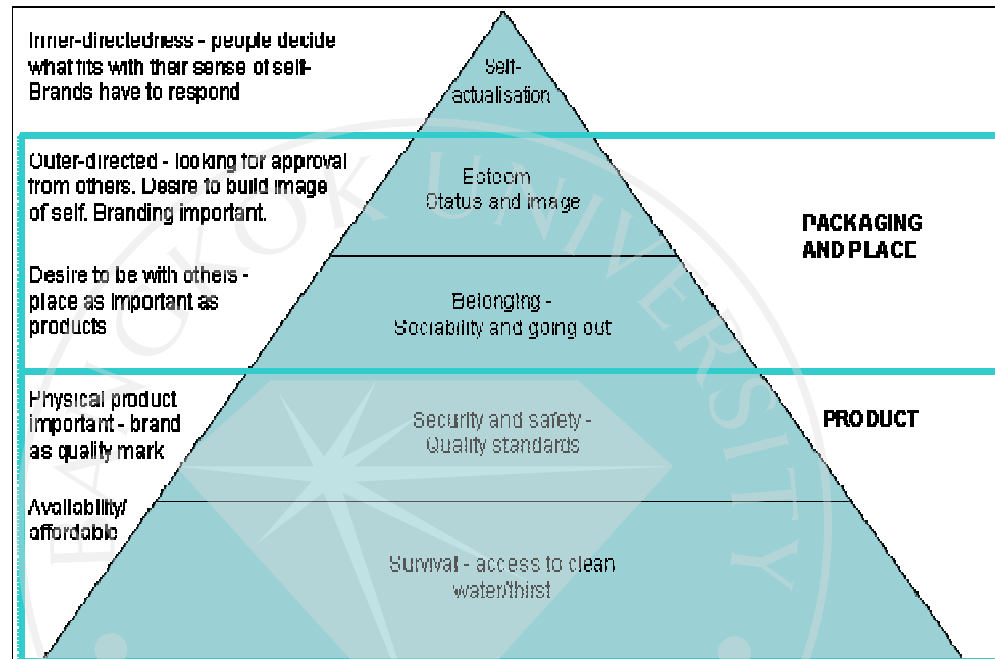 Inner-directedness - people decide
what fits with their sense of self-
Brands have to respond
Self-
actualisation
Outer-directed - looking for approval
from others. Desire to build image
of self. Branding important.
Esteem
Status and image
PACKAGING
AND PLACE
Desire to be with others -
place as important as
products
Belonging -
Sociability and going out
Physical product
important - brand
as quality mark
Security and safety -
Quality standards
PRODUCT
Availability/
affordable
Survival - access to clean
water/thirst
BANGKOK UNIVERSITY